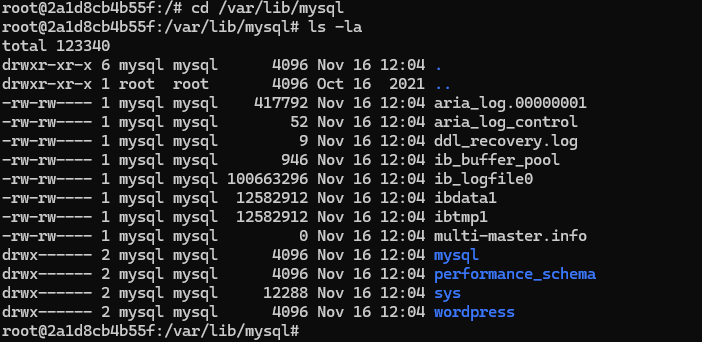 root@2a1d8cb4b55f:/# cd /var/lib/mysql
root@2a1d8cb4b55f:/var/lib/mysql# ls -la
total 123340
drwxr-xr-x 6 mysql mysql      4096 Nov 16 12:04 .
drwxr-xr-x 1 root  root       4096 Oct 16  2021 ..
-rw-rw---- 1 mysql mysql    417792 Nov 16 12:04 aria_log.00000001
-rw-rw---- 1 mysql mysql        52 Nov 16 12:04 aria_log_control
-rw-rw---- 1 mysql mysql         9 Nov 16 12:04 ddl_recovery.log
-rw-rw---- 1 mysql mysql       946 Nov 16 12:04 ib_buffer_pool
-rw-rw---- 1 mysql mysql 100663296 Nov 16 12:04 ib_logfile0
-rw-rw---- 1 mysql mysql  12582912 Nov 16 12:04 ibdata1
-rw-rw---- 1 mysql mysql  12582912 Nov 16 12:04 ibtmp1
-rw-rw---- 1 mysql mysql         0 Nov 16 12:04 multi-master.info
drwx------ 2 mysql mysql      4096 Nov 16 12:04 mysql
drwx------ 2 mysql mysql      4096 Nov 16 12:04 performance_schema
drwx------ 2 mysql mysql     12288 Nov 16 12:04 sys
drwx------ 2 mysql mysql      4096 Nov 16 12:04 wordpress
root@2a1d8cb4b55f:/var/lib/mysql#